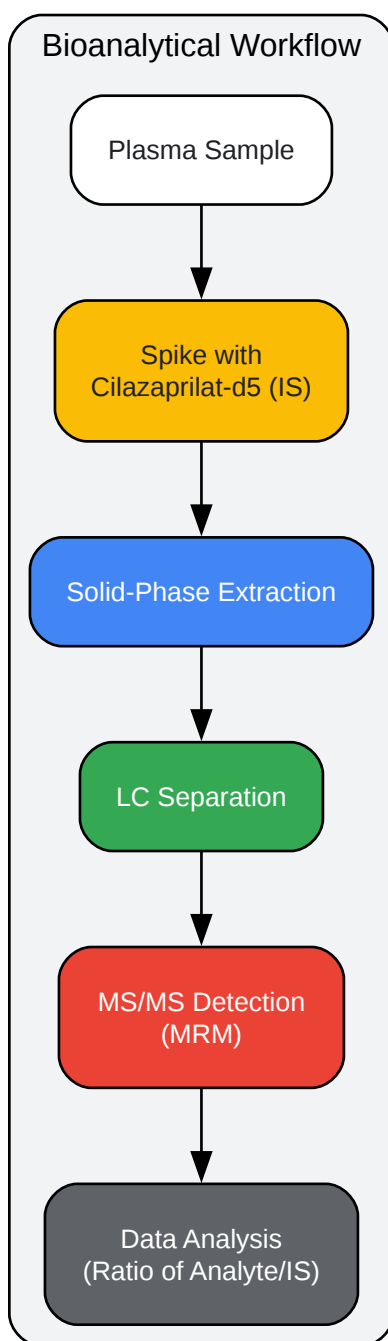 Bioanalytical Workflow
Plasma Sample
Spike with
Cilazaprilat-d5 (IS)
Solid-Phase Extraction
LC Separation
MS/MS Detection
(MRM)
Data Analysis
(Ratio of Analyte/IS)